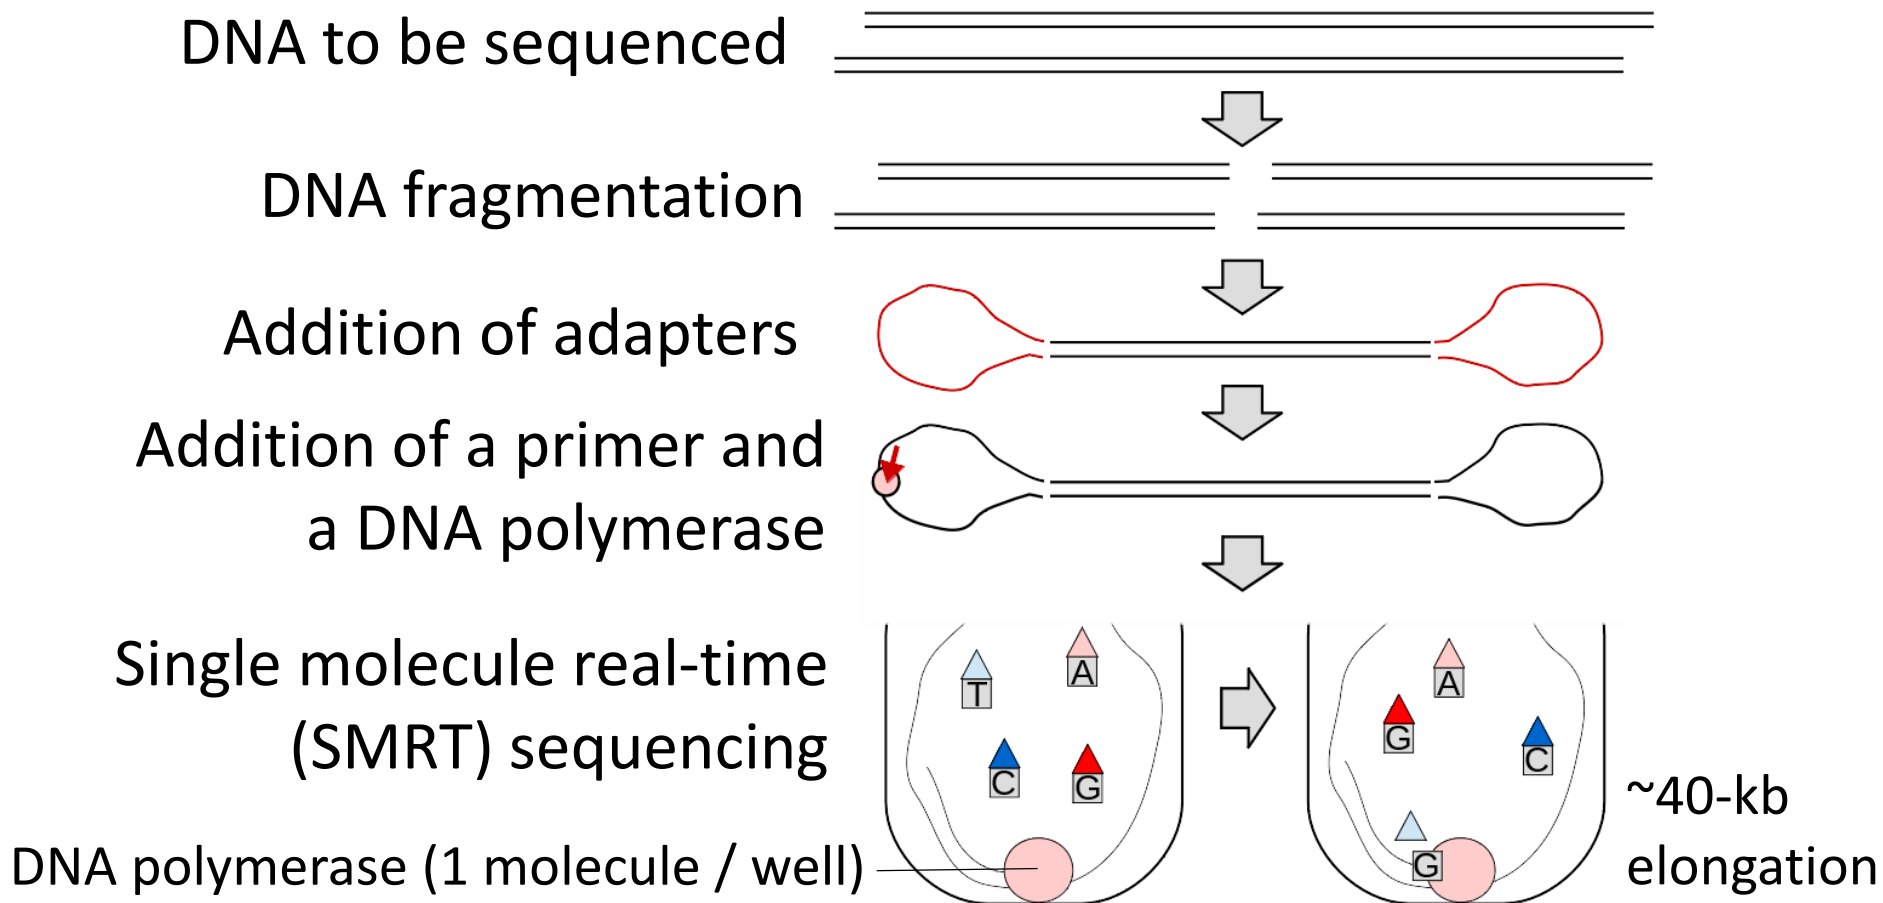 DNA to be sequenced
DNA fragmentation
Addition of adapters
Addition of a primer and
a DNA polymerase
Single molecule real-time
(SMRT) sequencing
DNA polymerase (1 molecule / well)
T
A
C
G
A
G
C
G
~40-kb
elongation